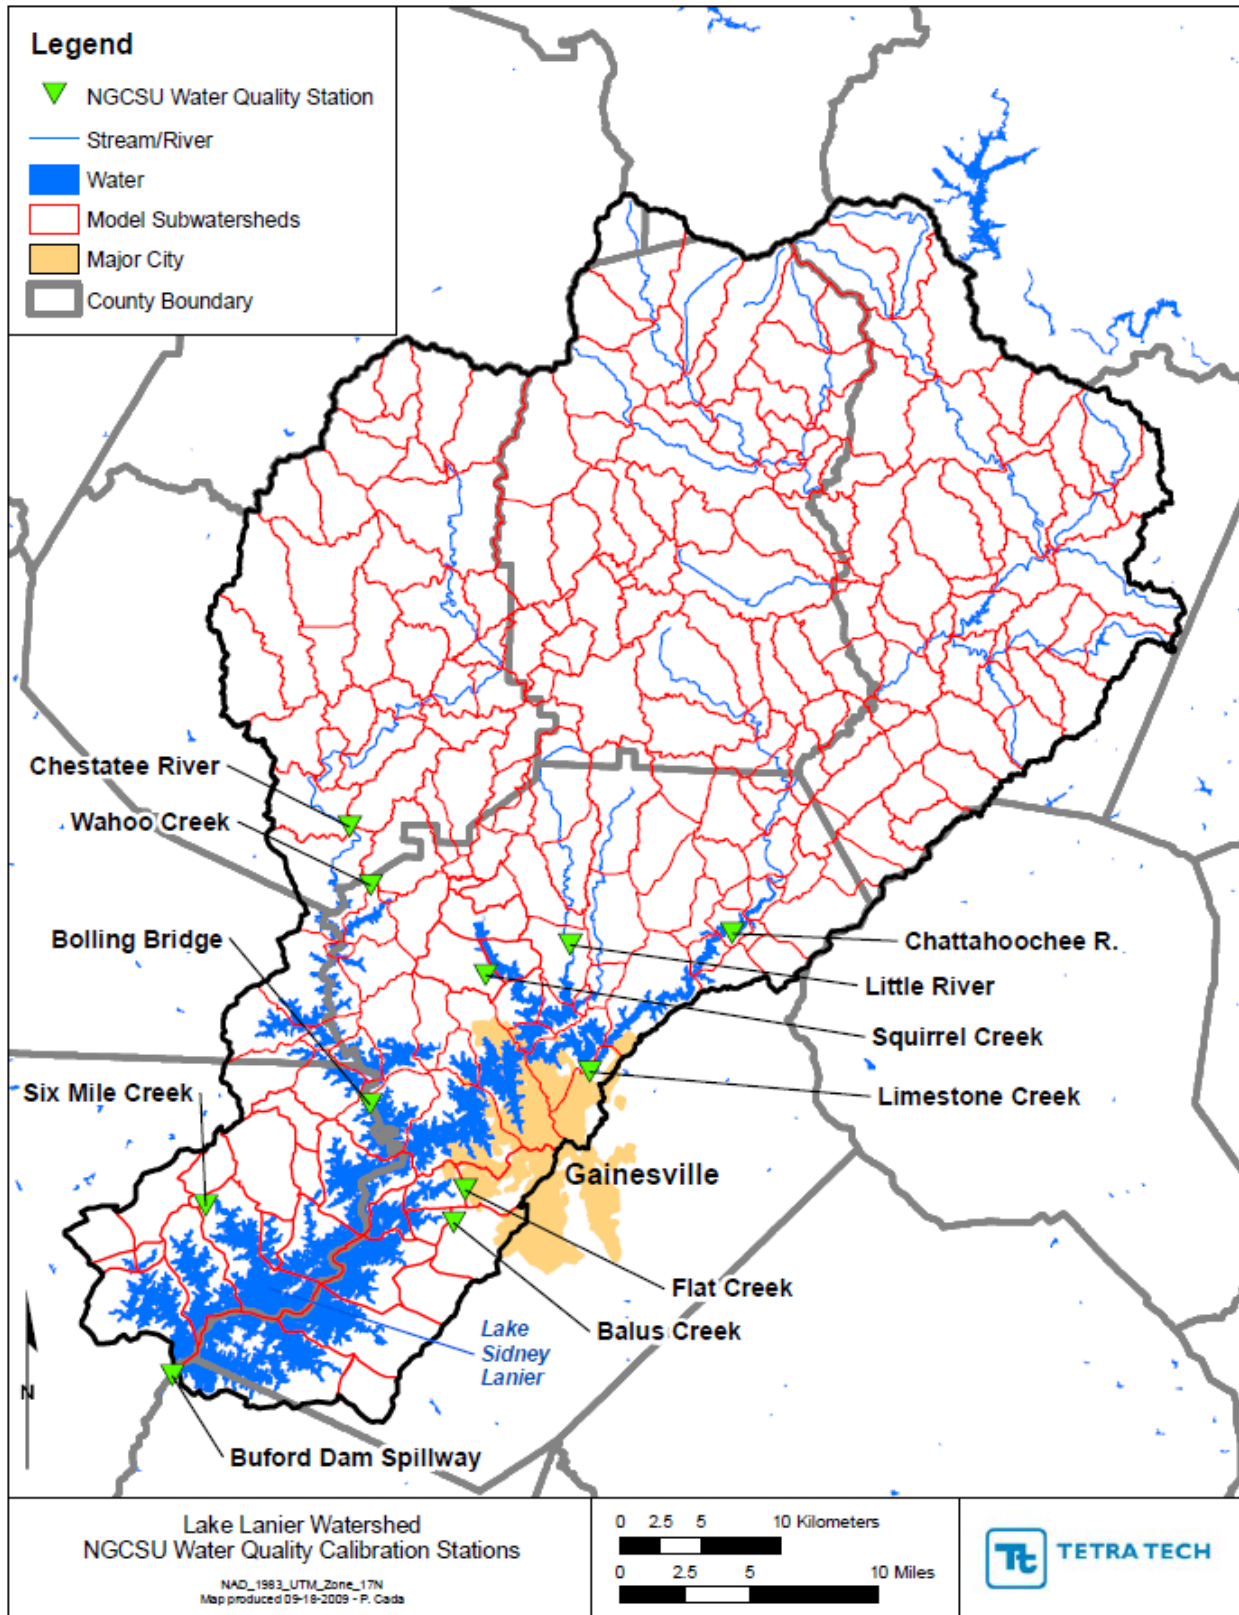 Legend
NGCSU Water Quality Station
Stream/River
Water
Model Subwatersheds
Major City
County Boundary
Chestatee River
Wahoo Creek
Bolling Bridge
Chattahoochee R.
Little River
Squirrel Creek
Six Mile Creek
Limestone Creek
Gainesville
Flat Creek
Balus Creek
Lake
Sidney
Lanier
N
Buford Dam Spillway
Lake Lanier Watershed
NGCSU Water Quality Calibration Stations
NAD_1983_UTM_Zone_17N
Map produced 09-18-2009 - P. Cada
0 2.5 5 10 Kilometers
0 2.5 5 10 Miles
Tt TETRA TECH